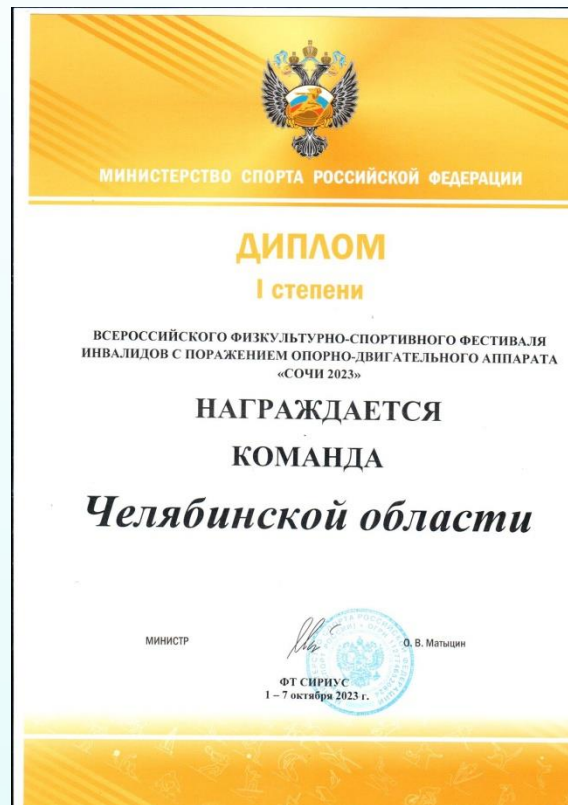 МИНИСТЕРСТВО СПОРТА РОССИЙСКОЙ ФЕДЕРАЦИИ
ДИПЛОМ
I степени
ВСЕРОССИЙСКОГО ФИЗКУЛЬТУРНО-СПОРТИВНОГО ФЕСТИВАЛЯ
ИНВАЛИДОВ С ПОРАЖЕНИЕМ ОПОРНО-ДВИГАТЕЛЬНОГО АППАРАТА
«СОЧИ 2023»
НАГРАЖДАЕТСЯ
КОМАНДА
Челябинской области
МИНИСТР
О. В. Матыцин
ФТ СИРИУС
1 – 7 октября 2023 г.